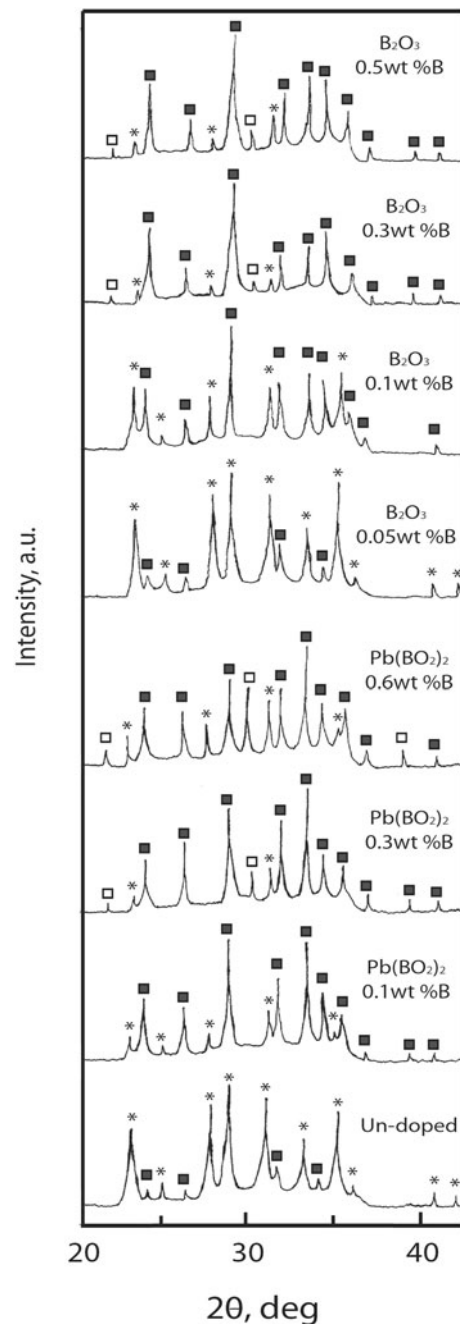 B₂O₃
0.5wt %B
B₂O₃
0.3wt %B
B₂O₃
0.1wt %B
B₂O₃
0.05wt %B
Pb(BO₂)₂
0.6wt %B
Pb(BO₂)₂
0.3wt %B
Pb(BO₂)₂
0.1wt %B
Un-doped
Intensity, a.u.
20 30 40
2θ, deg